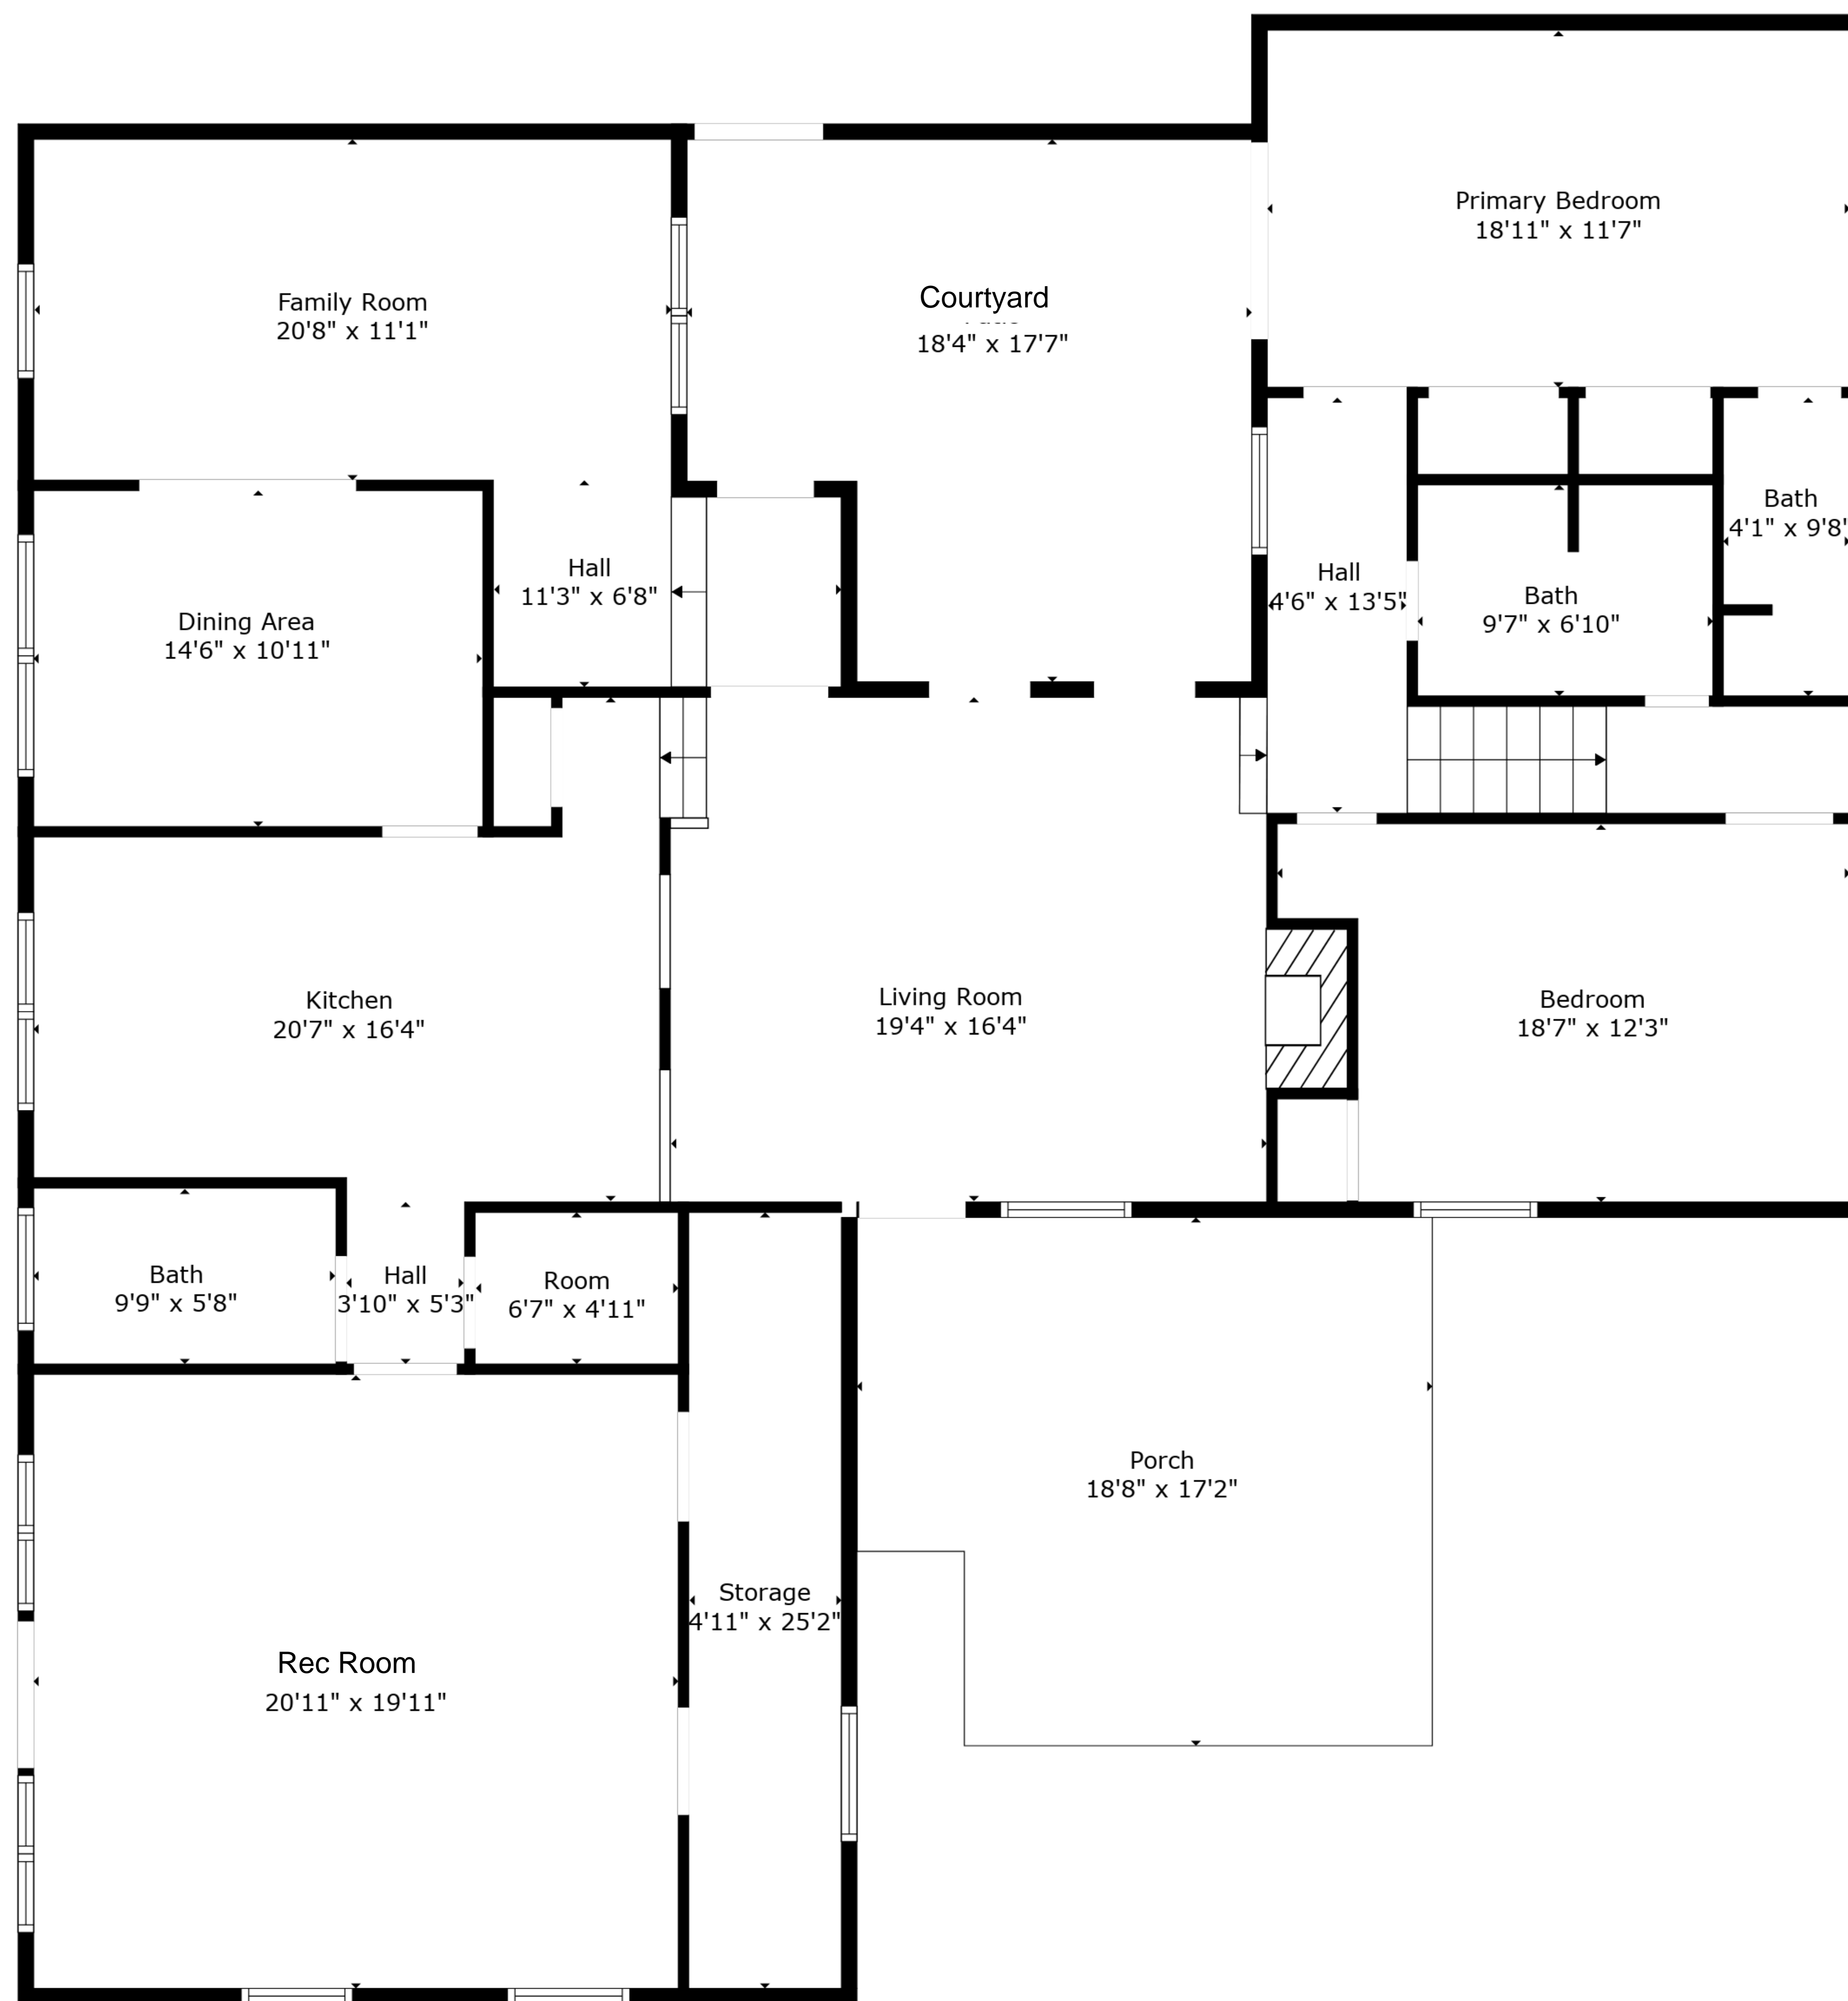 Primary Bedroom
18'11" x 11'7"
Family Room
20'8" x 11'1"
Courtyard
18'4" x 17'7"
Bath
4'1" x 9'8"
Hall
11'3" x 6'8"
Hall
4'6" x 13'5"
Bath
9'7" x 6'10"
Dining Area
14'6" x 10'11"
Kitchen
20'7" x 16'4"
Living Room
19'4" x 16'4"
Bedroom
18'7" x 12'3"
Bath
9'9" x 5'8"
Hall
3'10" x 5'3"
Room
6'7" x 4'11"
Porch
18'8" x 17'2"
Storage
4'11" x 25'2"
Rec Room
20'11" x 19'11"